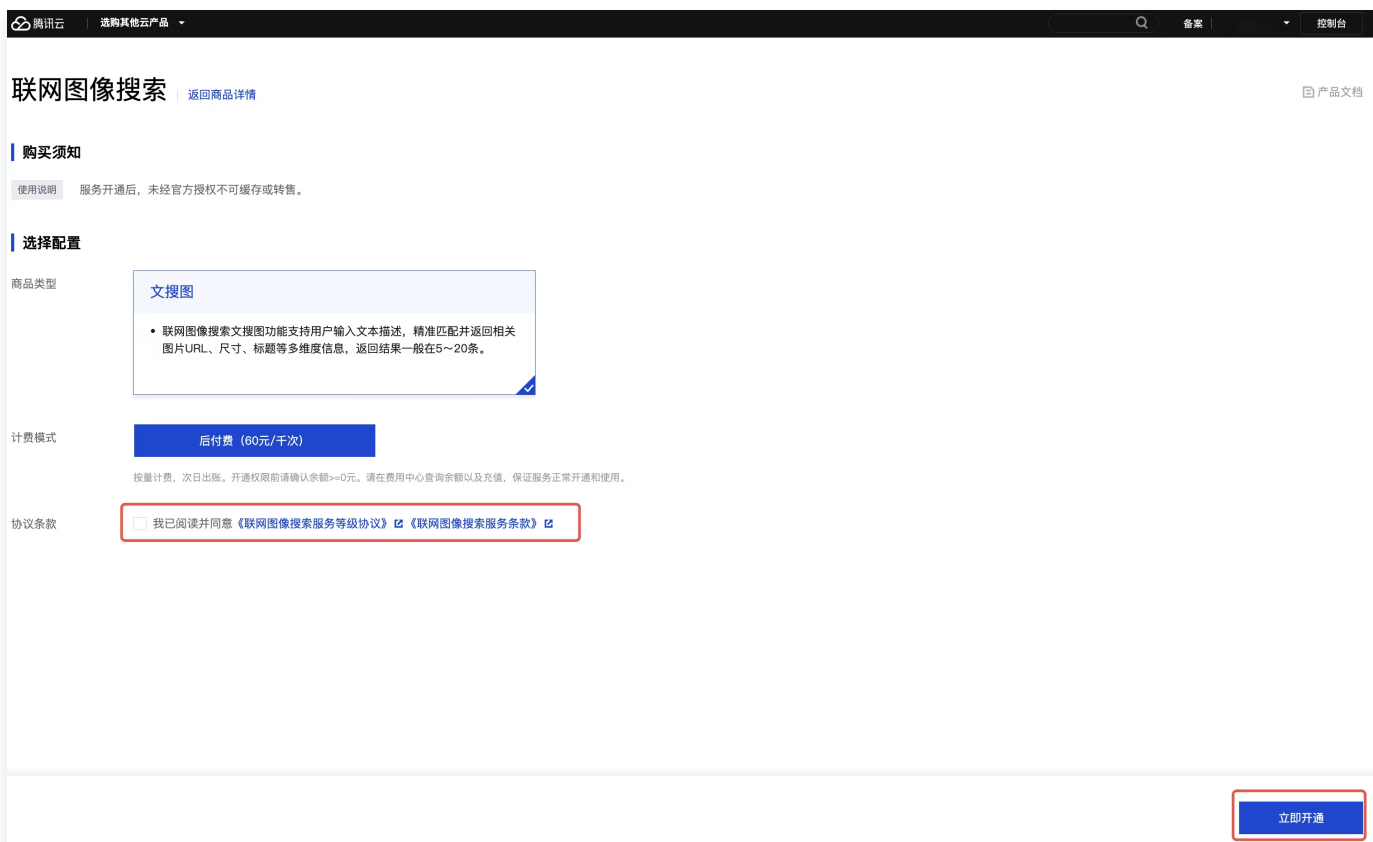 腾讯云
选购其他云产品
备案
控制台
联网图像搜索
返回商品详情
产品文档
购买须知
使用说明
服务开通后，未经官方授权不可缓存或转售。
选择配置
商品类型
文搜图
• 联网图像搜索文搜图功能支持用户输入文本描述，精准匹配并返回相关
图片URL、尺寸、标题等多维度信息，返回结果一般在5～20条。
计费模式
后付费（60元/千次）
按量计费，次日出账。开通权限前请确认余额>=0元。请在费用中心查询余额以及充值，保证服务正常开通和使用。
协议条款
我已阅读并同意《联网图像搜索服务等级协议》《联网图像搜索服务条款》
立即开通